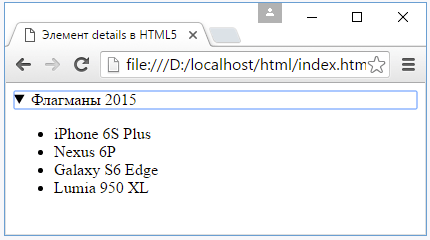 Элемент details в HTML5
file:///D:/localhost/html/index.htm
Флагманы 2015
iPhone 6S Plus
Nexus 6P
Galaxy S6 Edge
Lumia 950 XL